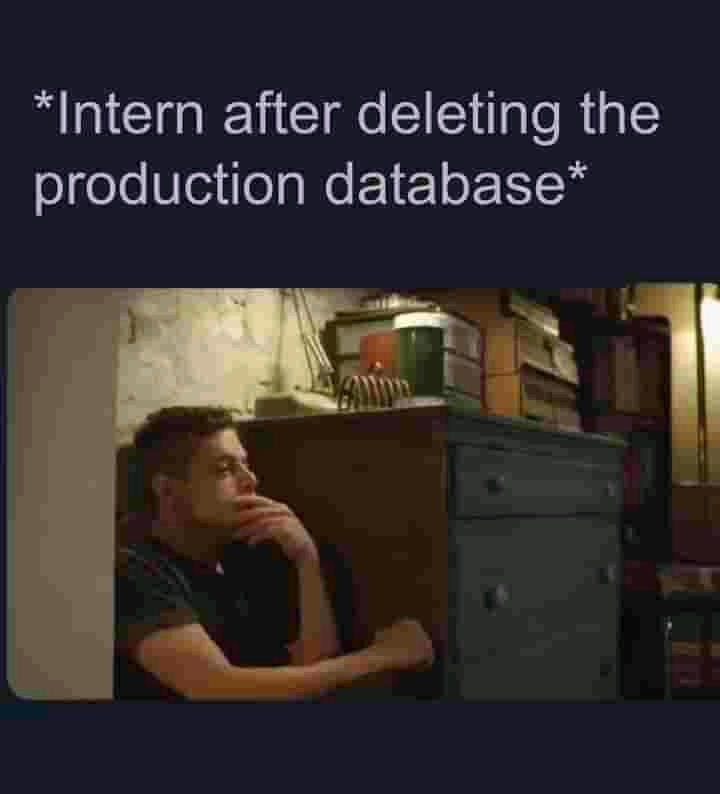 *Intern after deleting the
production database*